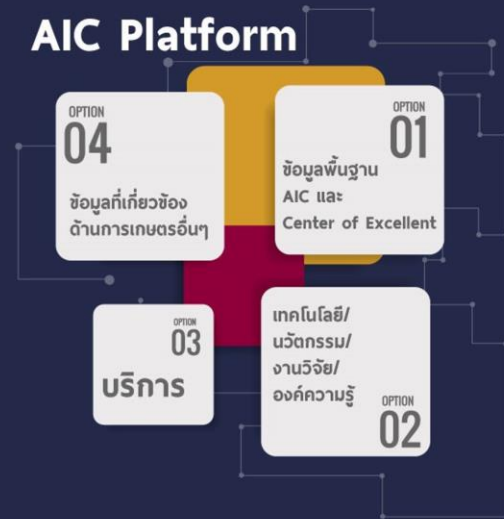 AIC Platform
OPTION
04
ข้อมูลที่เกี่ยวข้อง
ด้านการเกษตรอื่นๆ
OPTION
01
ข้อมูลพื้นฐาน
AIC และ
Center of Excellent
OPTION
03
บริการ
เทคโนโลยี/
นวัตกรรม/
งานวิจัย/
องค์ความรู้
OPTION
02